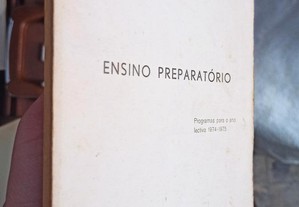 ENSINO PREPARATÓRIO
Programas para o ano
lectivo 1974-1975